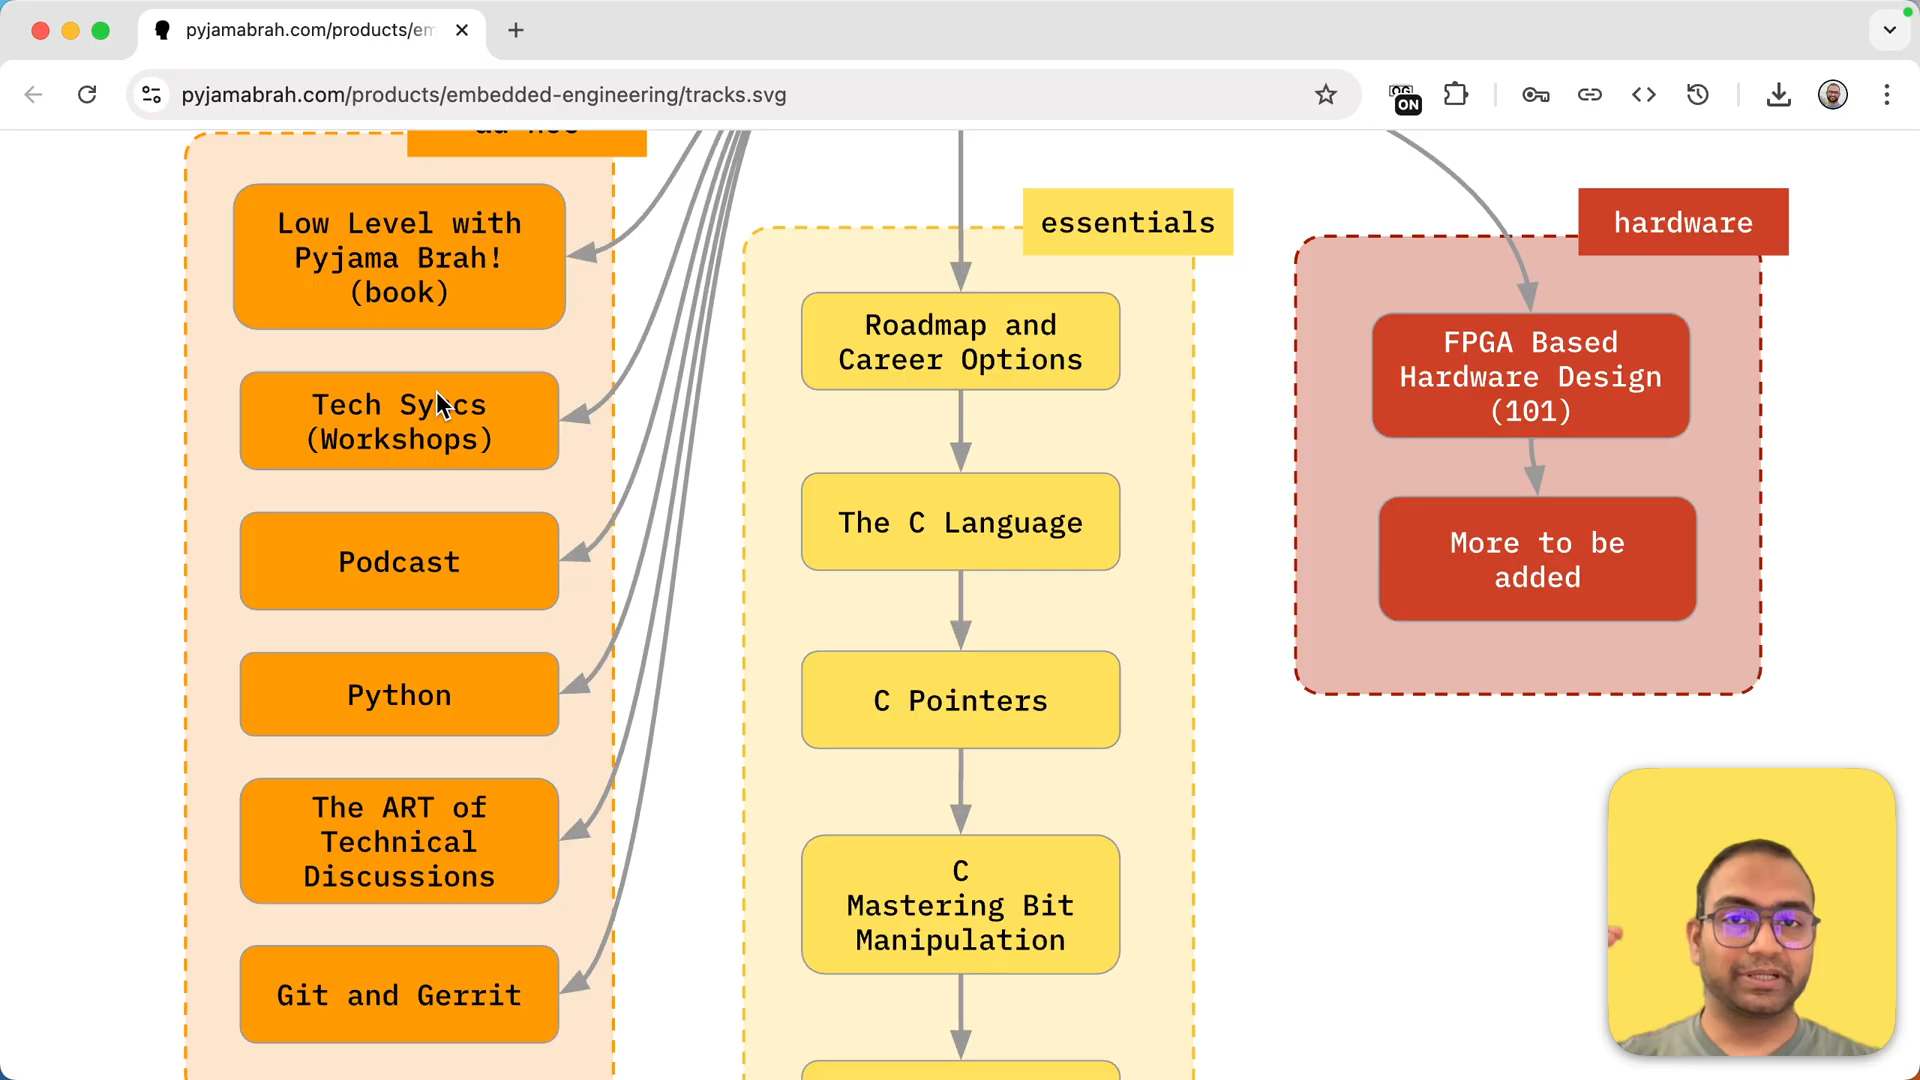 pyjamabrah.com/products/em
pyjamabrah.com/products/embedded-engineering/tracks.svg
ON
ad-hoc
Low Level with
Pyjama Brah!
(book)
Tech Syncs
(Workshops)
Podcast
Python
The ART of
Technical
Discussions
Git and Gerrit
essentials
Roadmap and
Career Options
The C Language
C Pointers
C
Mastering Bit
Manipulation
hardware
FPGA Based
Hardware Design
(101)
More to be
added